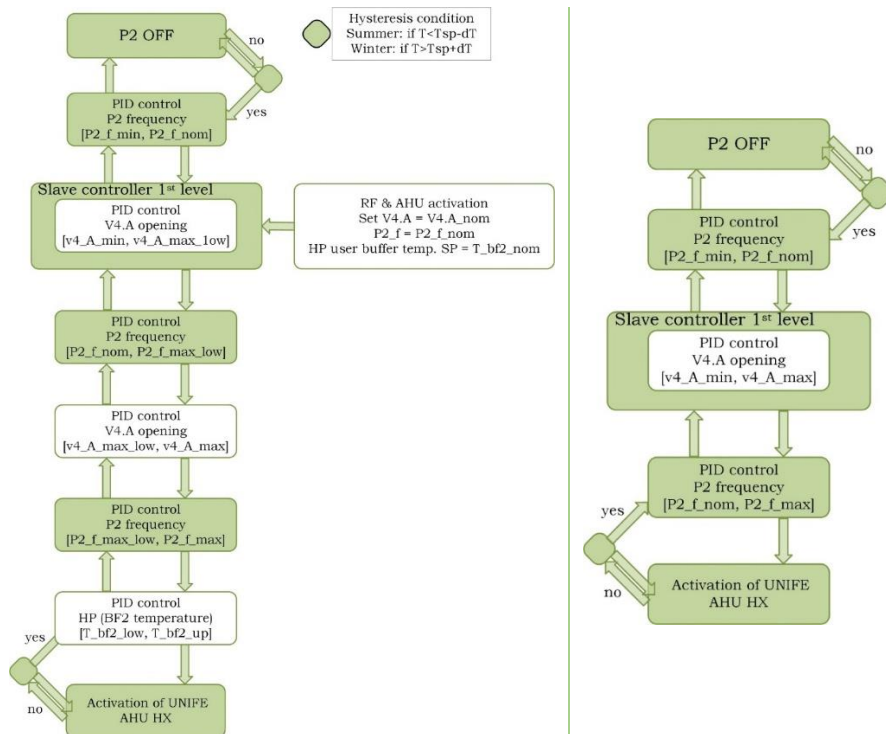 P2 OFF
no
yes
Hysteresis condition
Summer: if T<Tsp-dT
Winter: if T>Tsp+dT
PID control
P2 frequency
[P2_f_min, P2_f_nom]
Slave controller 1st level
PID control
V4.A opening
[v4_A_min, v4_A_max_1ow]
RF & AHU activation
Set V4.A = V4.A_nom
P2_f = P2_f_nom
HP user buffer temp. SP = T_bf2_nom
PID control
P2 frequency
[P2_f_nom, P2_f_max_low]
PID control
V4.A opening
[v4_A_max_low, v4_A_max]
PID control
P2 frequency
[P2_f_max_low, P2_f_max]
PID control
HP (BF2 temperature)
[T_bf2_low, T_bf2_up]
yes
no
Activation of UNIFE
AHU HX
P2 OFF
no
yes
PID control
P2 frequency
[P2_f_min, P2_f_nom]
Slave controller 1st level
PID control
V4.A opening
[v4_A_min, v4_A_max]
PID control
P2 frequency
[P2_f_nom, P2_f_max]
yes
no
Activation of UNIFE
AHU HX